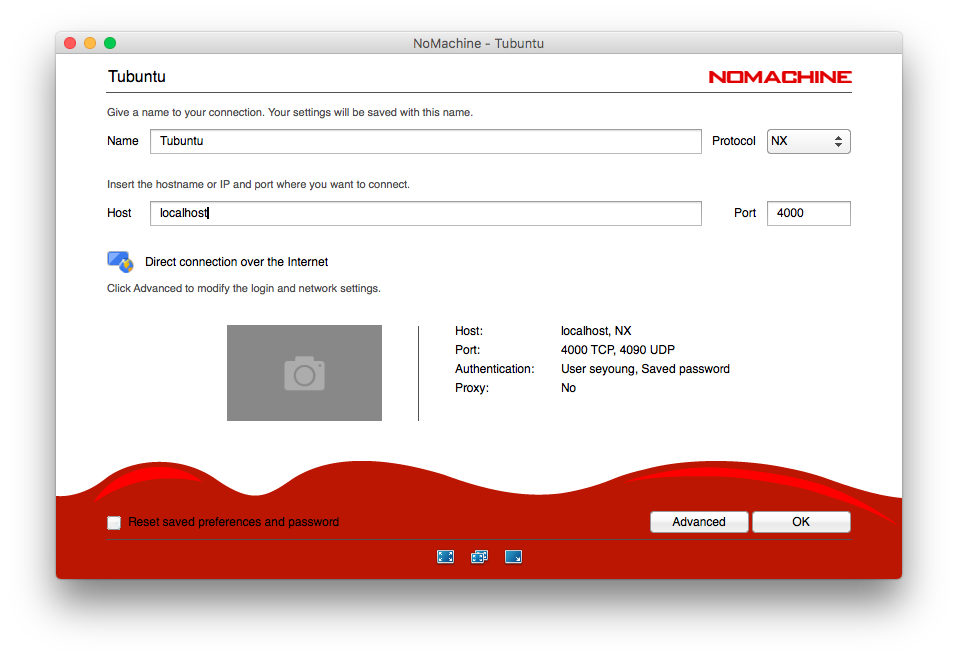 NoMachine - Tubuntu
Tubuntu
NOMACHINE
Give a name to your connection. Your settings will be saved with this name.
Name Tubuntu Protocol NX
Insert the hostname or IP and port where you want to connect.
Host localhost Port 4000
Direct connection over the Internet
Click Advanced to modify the login and network settings.
Host: localhost, NX
Port: 4000 TCP, 4090 UDP
Authentication: User seyoung, Saved password
Proxy: No
Reset saved preferences and password Advanced OK